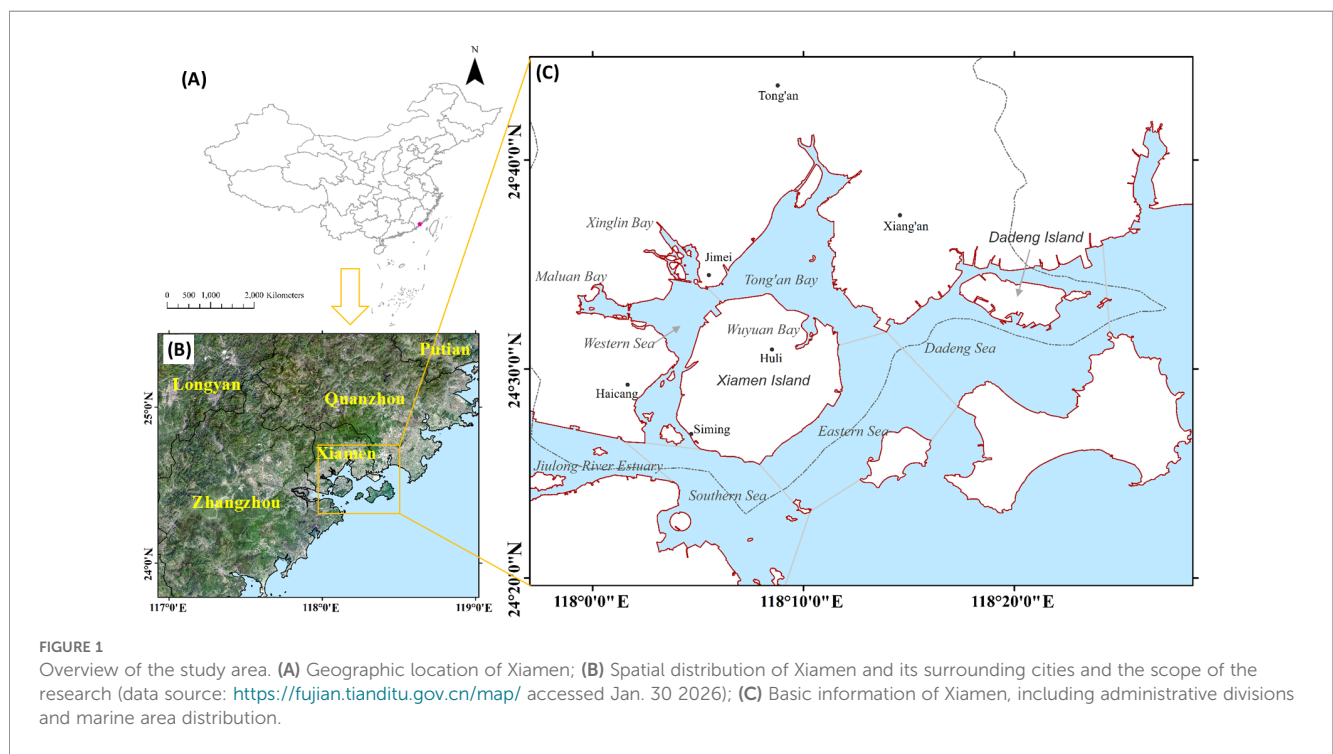 (A)
N
0 500 1,000 2,000 Kilometers
(B)
Putian
Longyan
Quanzhou
Xiamen
Zhangzhou
25°0'N
24°0'N
117°0'E 118°0'E 119°0'E
(C)
Tong'an
Xinglin Bay
Xiang'an
Dadeng Island
Jimei
Maluan Bay
Tong'an Bay
Wuyuan Bay
Western Sea
Dadeng Sea
Huli
Xiamen Island
Haicang
Siming
Eastern Sea
Jiulong River Estuary
Southern Sea
24°40'0"N
24°30'0"N
24°20'0"N
118°0'0"E 118°10'0"E 118°20'0"E
FIGURE 1
Overview of the study area. (A) Geographic location of Xiamen; (B) Spatial distribution of Xiamen and its surrounding cities and the scope of the
research (data source: https://fujian.tianditu.gov.cn/map/ accessed Jan. 30 2026); (C) Basic information of Xiamen, including administrative divisions
and marine area distribution.